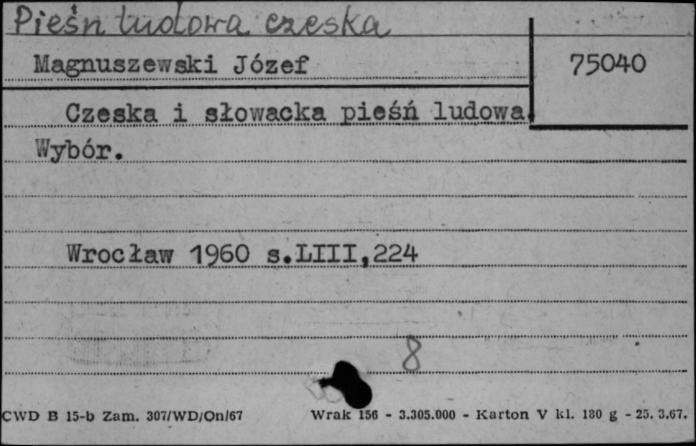 Pieśń ludowa czeska
Magnuszewski Józef 75040
Czeska i słowacka pieśń ludowa.
Wybór.
Wrocław 1960 s.LIII,224
8
CWD B 15-b Zam. 307/WD/On/67 Wrak 156 - 3.305.000 - Karton V kl. 180 g - 25. 3.67.